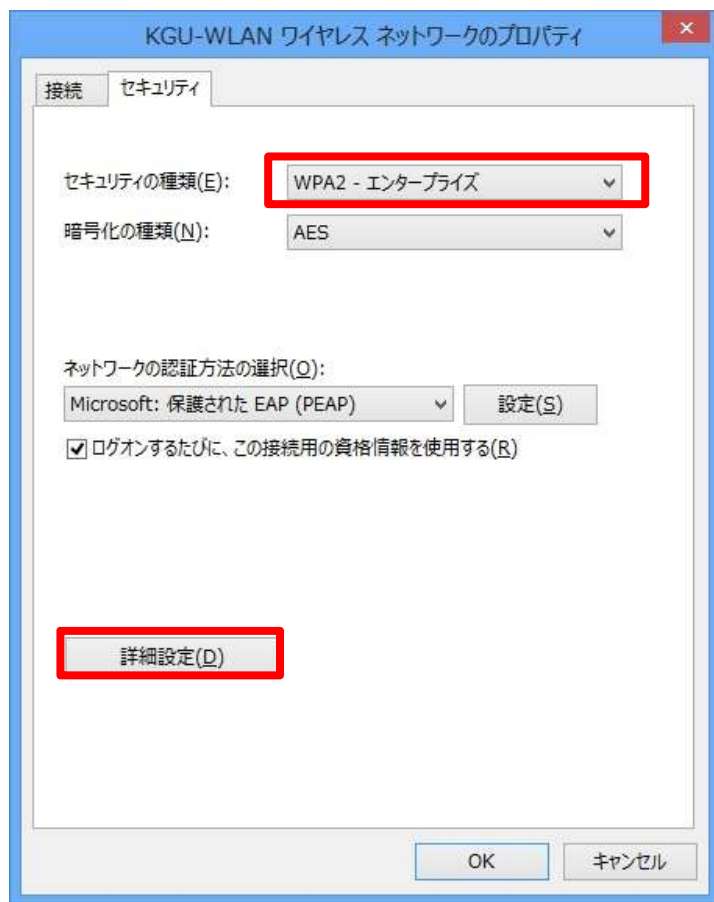 KGU-WLAN ワイヤレス ネットワークのプロパティ
接続 セキュリティ
セキュリティの種類(E): WPA2 - エンタープライズ
暗号化の種類(N): AES
ネットワークの認証方法の選択(O):
Microsoft: 保護された EAP (PEAP) 設定(S)
ログオンするたびに、この接続用の資格情報を使用する(R)
詳細設定(D)
OK キャンセル